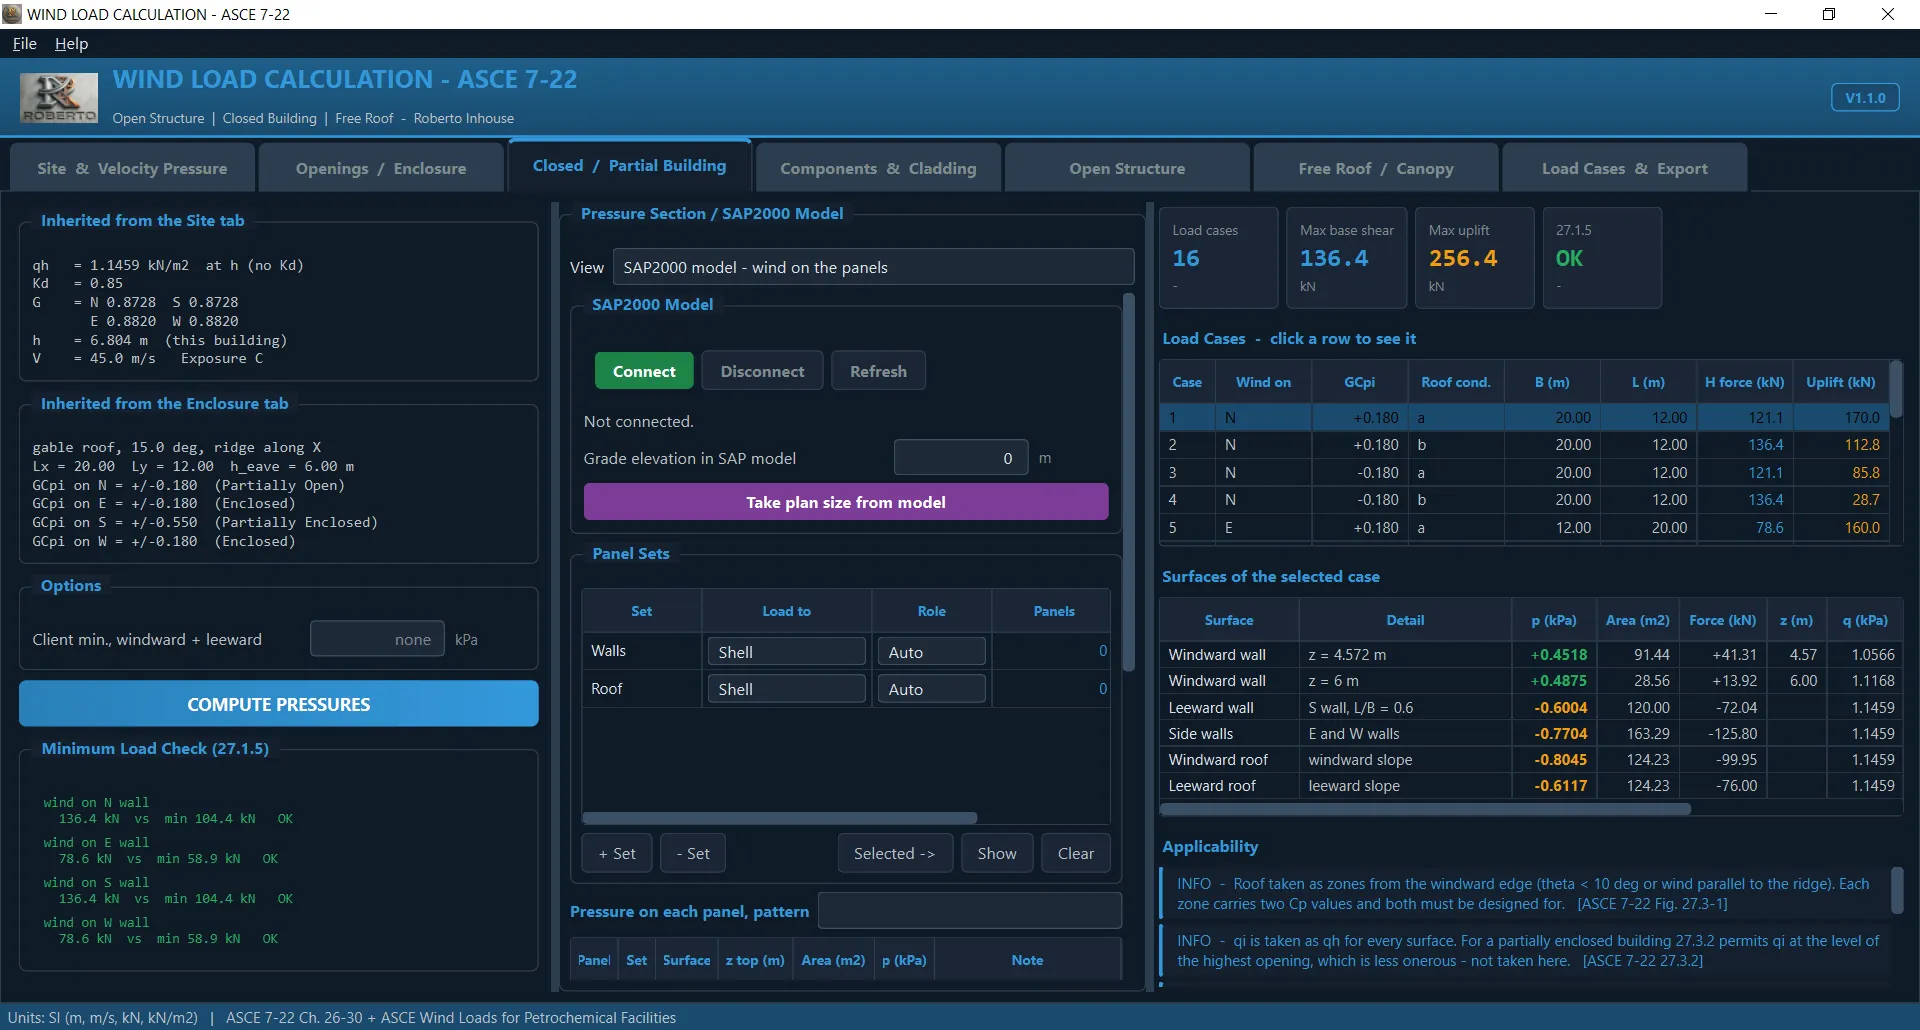 WIND LOAD CALCULATION - ASCE 7-22
File Help
ROBERTO
WIND LOAD CALCULATION - ASCE 7-22
Open Structure | Closed Building | Free Roof - Roberto Inhouse
V1.1.0
Site & Velocity Pressure
Openings / Enclosure
Closed / Partial Building
Components & Cladding
Open Structure
Free Roof / Canopy
Load Cases & Export
Inherited from the Site tab
qh = 1.1459 kN/m2 at h (no Kd)
Kd = 0.85
G = N 0.8728 S 0.8728
E 0.8820 W 0.8820
h = 6.804 m (this building)
V = 45.0 m/s Exposure C
Inherited from the Enclosure tab
gable roof, 15.0 deg, ridge along X
Lx = 20.00 Ly = 12.00 h_eave = 6.00 m
GCpi on N = +/-0.180 (Partially Open)
GCpi on E = +/-0.180 (Enclosed)
GCpi on S = +/-0.550 (Partially Enclosed)
GCpi on W = +/-0.180 (Enclosed)
Options
Client min., windward + leeward none kPa
COMPUTE PRESSURES
Minimum Load Check (27.1.5)
wind on N wall
136.4 kN vs min 104.4 kN OK
wind on E wall
78.6 kN vs min 58.9 kN OK
wind on S wall
136.4 kN vs min 104.4 kN OK
wind on W wall
78.6 kN vs min 58.9 kN OK
Pressure Section / SAP2000 Model
View SAP2000 model - wind on the panels
SAP2000 Model
Connect Disconnect Refresh
Not connected.
Grade elevation in SAP model 0 m
Take plan size from model
Panel Sets
Set Load to Role Panels
Walls Shell Auto 0
Roof Shell Auto 0
+ Set - Set Selected -> Show Clear
Pressure on each panel, pattern
Panel Set Surface z top (m) Area (m2) p (kPa) Note
Load cases
16
-
Max base shear
136.4
kN
Max uplift
256.4
kN
27.1.5
OK
-
Load Cases - click a row to see it
Case Wind on GCpi Roof cond. B (m) L (m) H force (kN) Uplift (kN)
1 N +0.180 a 20.00 12.00 121.1 170.0
2 N +0.180 b 20.00 12.00 136.4 112.8
3 N -0.180 a 20.00 12.00 121.1 85.8
4 N -0.180 b 20.00 12.00 136.4 28.7
5 E +0.180 a 12.00 20.00 78.6 160.0
Surfaces of the selected case
Surface Detail p (kPa) Area (m2) Force (kN) z (m) q (kPa)
Windward wall z = 4.572 m +0.4518 91.44 +41.31 4.57 1.0566
Windward wall z = 6 m +0.4875 28.56 +13.92 6.00 1.1168
Leeward wall S wall, L/B = 0.6 -0.6004 120.00 -72.04 1.1459
Side walls E and W walls -0.7704 163.29 -125.80 1.1459
Windward roof windward slope -0.8045 124.23 -99.95 1.1459
Leeward roof leeward slope -0.6117 124.23 -76.00 1.1459
Applicability
INFO - Roof taken as zones from the windward edge (theta < 10 deg or wind parallel to the ridge). Each
zone carries two Cp values and both must be designed for. [ASCE 7-22 Fig. 27.3-1]
INFO - qi is taken as qh for every surface. For a partially enclosed building 27.3.2 permits qi at the level of
the highest opening, which is less onerous - not taken here. [ASCE 7-22 27.3.2]
Units: SI (m, m/s, kN, kN/m2) | ASCE 7-22 Ch. 26-30 + ASCE Wind Loads for Petrochemical Facilities